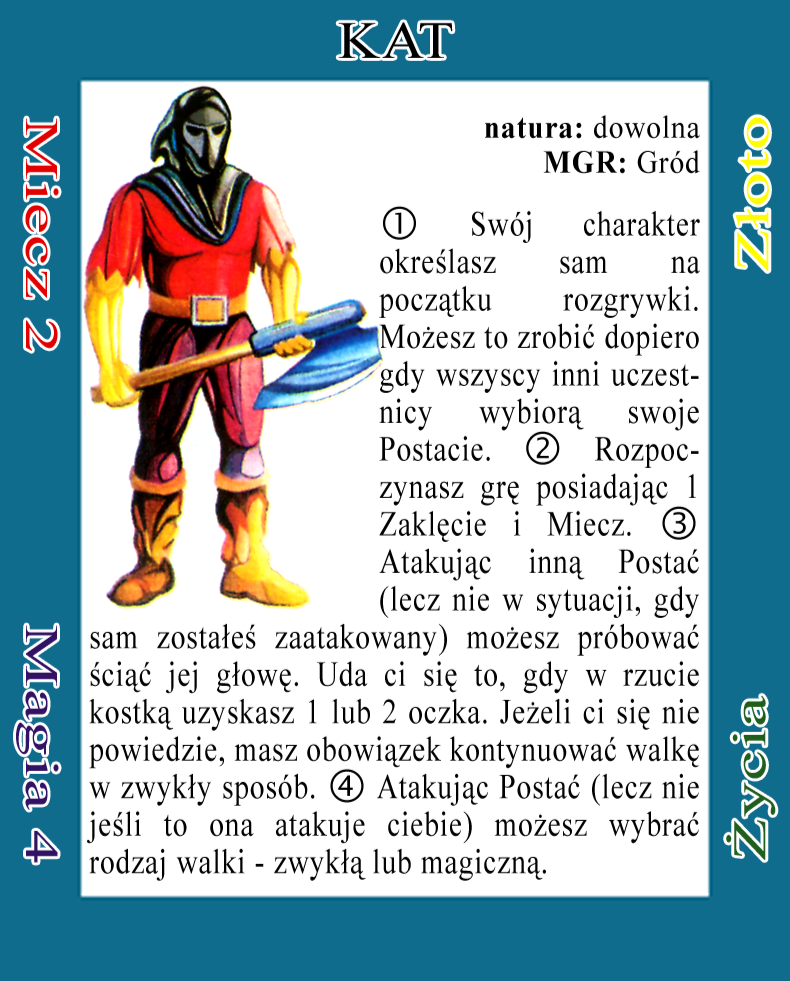 KAT
Miecz 2
Magia 4
Złoto
Życia
natura: dowolna
MGR: Gród
① Swój charakter
określasz sam na
początku rozgrywki.
Możesz to zrobić dopiero
gdy wszyscy inni uczest-
nicy wybiorą swoje
Postacie. ② Rozpoc-
zynasz grę posiadając 1
Zaklęcie i Miecz. ③
Atakując inną Postać
(lecz nie w sytuacji, gdy
sam zostałeś zaatakowany) możesz próbować
ściąć jej głowę. Uda ci się to, gdy w rzucie
kostką uzyskasz 1 lub 2 oczka. Jeżeli ci się nie
powiedzie, masz obowiązek kontynuować walkę
w zwykły sposób. ④ Atakując Postać (lecz nie
jeśli to ona atakuje ciebie) możesz wybrać
rodzaj walki - zwykłą lub magiczną.